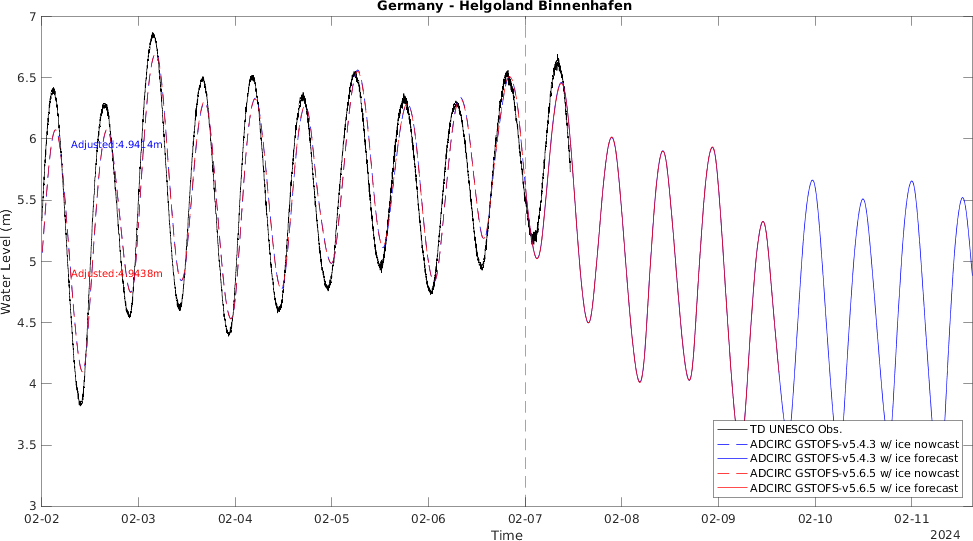 Germany - Helgoland Binnenhafen
7
6.5
6
5.5
5
4.5
4
3.5
3
Water Level (m)
Adjusted:4.9414m
Adjusted:4.9438m
TD UNESCO Obs.
ADCIRC GSTOFS-v5.4.3 w/ ice nowcast
ADCIRC GSTOFS-v5.4.3 w/ ice forecast
ADCIRC GSTOFS-v5.6.5 w/ ice nowcast
ADCIRC GSTOFS-v5.6.5 w/ ice forecast
02-02 02-03 02-04 02-05 02-06 02-07 02-08 02-09 02-10 02-11
Time
2024